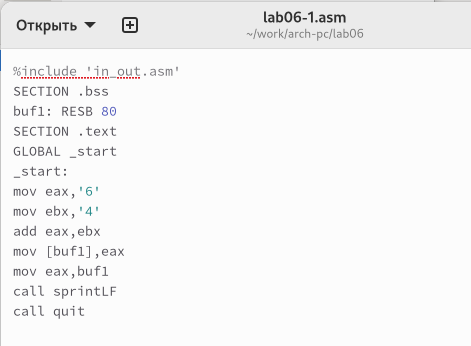 Открыть
lab06-1.asm
~/work/arch-pc/lab06
%include 'in_out.asm'
SECTION .bss
buf1: RESB 80
SECTION .text
GLOBAL _start
_start:
mov eax,'6'
mov ebx,'4'
add eax,ebx
mov [buf1],eax
mov eax,buf1
call sprintLF
call quit